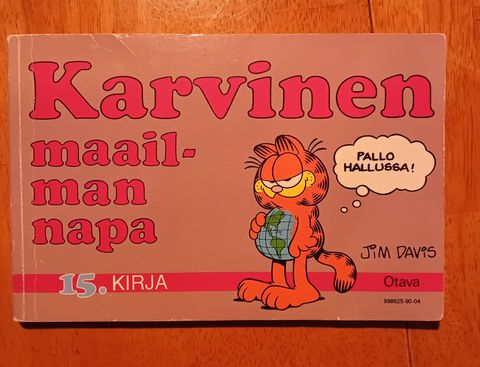 Karvinen
maail-
man
napa
PALLO
HALLUSSA!
JIM DAVIS
15. KIRJA
Otava
998625-90-04